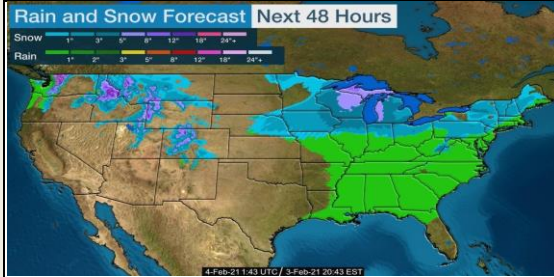 Rain and Snow Forecast Next 48 Hours
Snow 1" 3" 5" 8" 12" 18" 24"+
Rain 1" 2" 3" 5" 8" 12" 18" 24"+
4-Feb-21 1:43 UTC / 3-Feb-21 20:43 EST